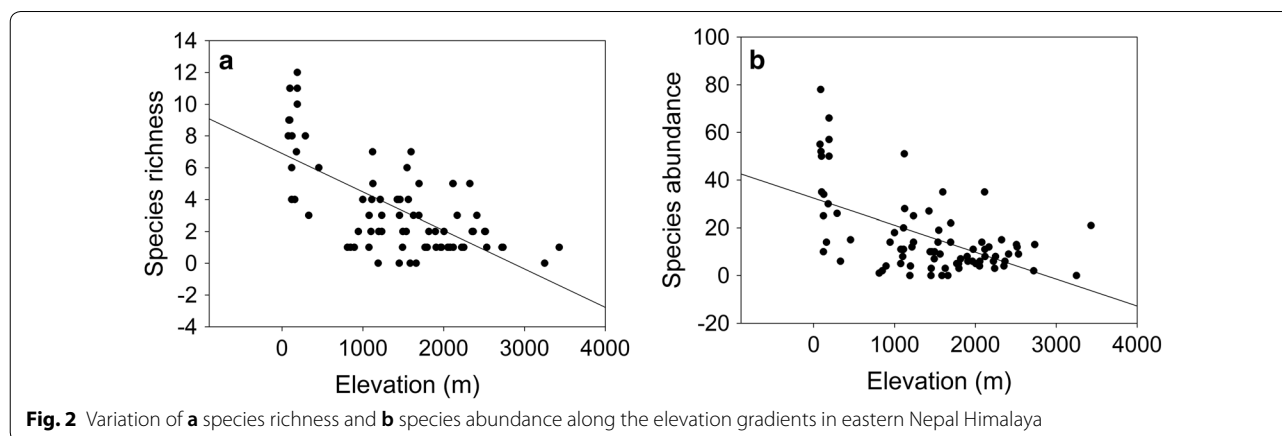 a
14
12
10
8
6
4
2
0
-2
-4
Species richness
0 1000 2000 3000 4000
Elevation (m)
b
100
80
60
40
20
0
-20
Species abundance
0 1000 2000 3000 4000
Elevation (m)
Fig. 2 Variation of a species richness and b species abundance along the elevation gradients in eastern Nepal Himalaya